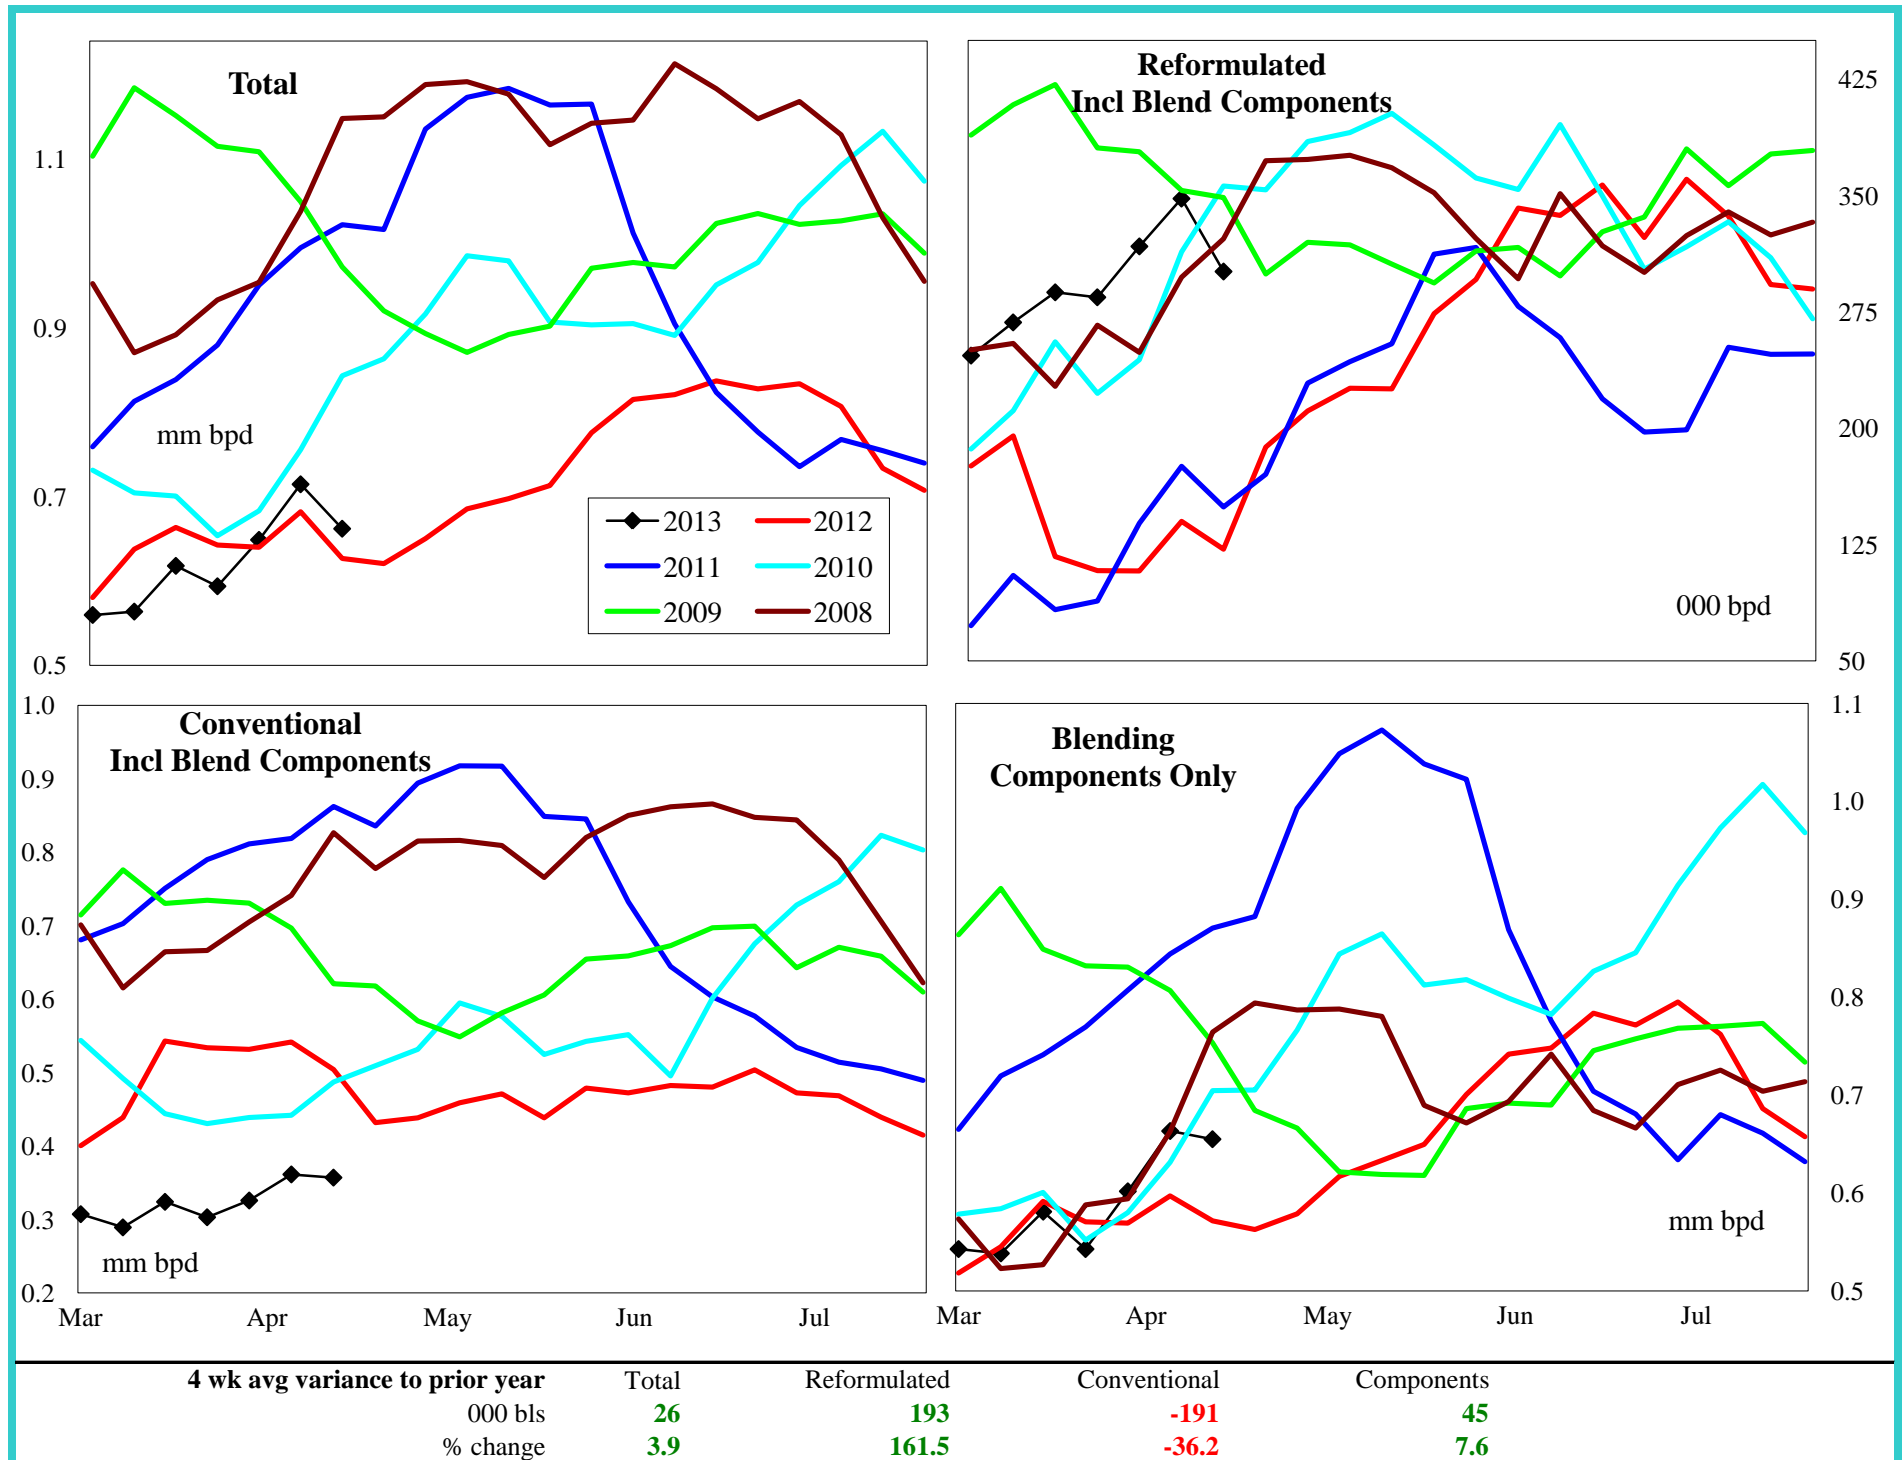 Total
1.1
0.9
0.7
0.5
mm bpd
2013
2012
2011
2010
2009
2008
Reformulated
Incl Blend Components
425
350
275
200
125
50
000 bpd
Conventional
Incl Blend Components
1.0
0.9
0.8
0.7
0.6
0.5
0.4
0.3
0.2
mm bpd
Mar Apr May Jun Jul
Blending
Components Only
1.1
1.0
0.9
0.8
0.7
0.6
0.5
mm bpd
Mar Apr May Jun Jul
4 wk avg variance to prior year Total Reformulated Conventional Components
000 bls 26 193 -191 45
% change 3.9 161.5 -36.2 7.6